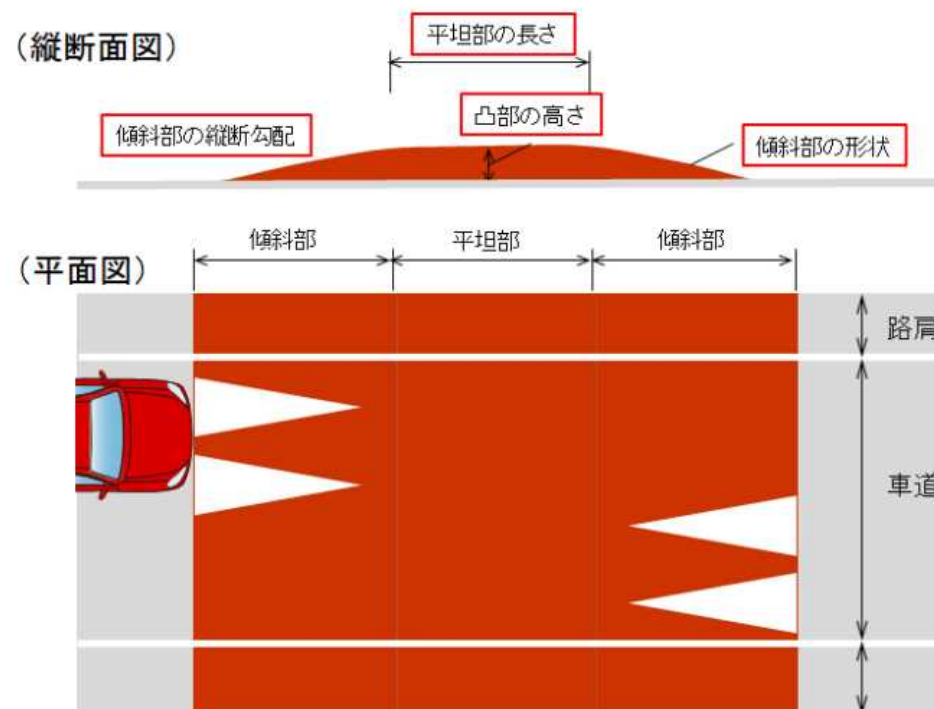 （縦断面図）
平坦部の長さ
凸部の高さ
傾斜部の縦断勾配
傾斜部の形状
（平面図）
傾斜部
平坦部
傾斜部
路肩
車道